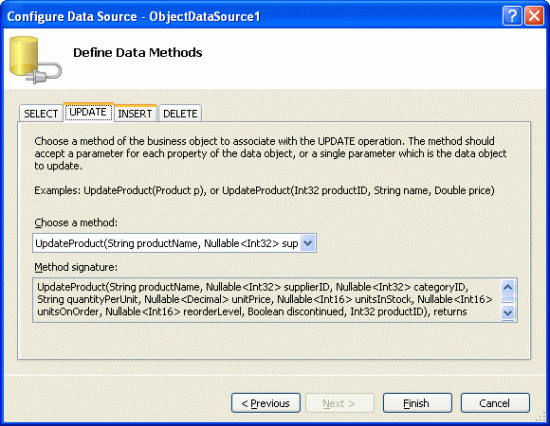 Configure Data Source - ObjectDataSource1
Define Data Methods
SELECT UPDATE INSERT DELETE
Choose a method of the business object to associate with the UPDATE operation. The method should
accept a parameter for each property of the data object, or a single parameter which is the data object
to update.
Examples: UpdateProduct(Product p), or UpdateProduct(Int32 productID, String name, Double price)
Choose a method:
UpdateProduct(String productName, Nullable<Int32> sup
Method signature:
UpdateProduct(String productName, Nullable<Int32> supplierID, Nullable<Int32> categoryID,
String quantityPerUnit, Nullable<Decimal> unitPrice, Nullable<Int16> unitsInStock, Nullable<Int16>
unitsOnOrder, Nullable<Int16> reorderLevel, Boolean discontinued, Int32 productID), returns
< Previous Next > Finish Cancel